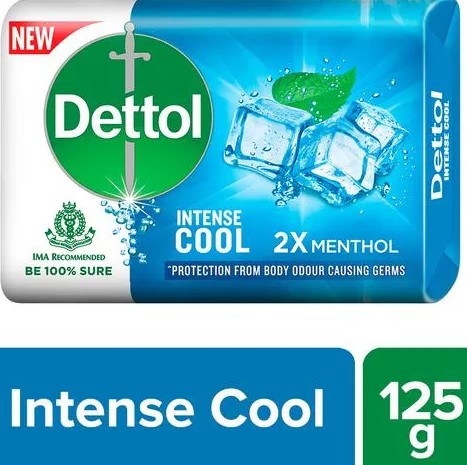 NEW
Dettol
INTENSE
COOL
2X MENTHOL
*PROTECTION FROM BODY ODOUR CAUSING GERMS
IMA RECOMMENDED
BE 100% SURE
Dettol
INTENSE COOL
Intense Cool
125
g